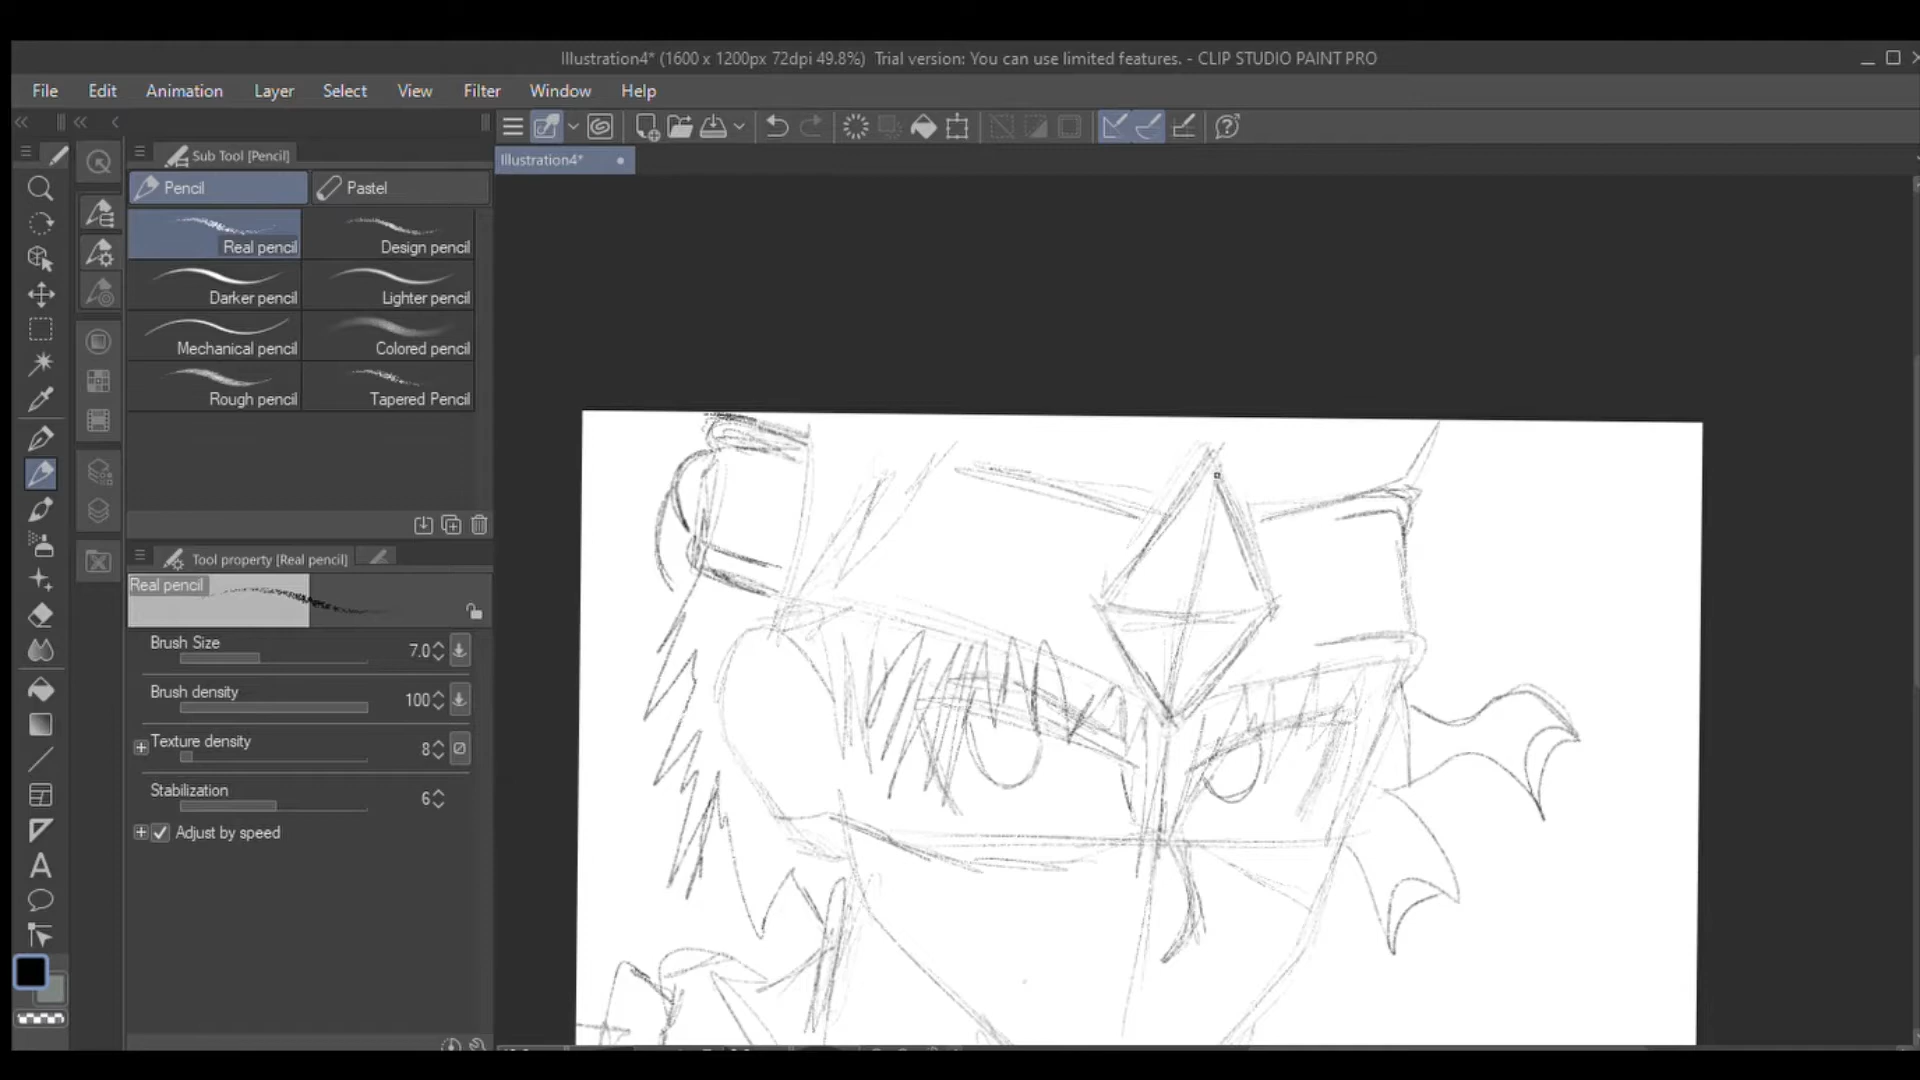 Illustration4* (1600 x 1200px 72dpi 49.8%) Trial version: You can use limited features. - CLIP STUDIO PAINT PRO
File Edit Animation Layer Select View Filter Window Help
Sub Tool [Pencil]
Illustration4*
Pencil Pastel
Real pencil Design pencil
Darker pencil Lighter pencil
Mechanical pencil Colored pencil
Rough pencil Tapered Pencil
Tool property [Real pencil]
Real pencil
Brush Size 7.0
Brush density 100
Texture density 8
Stabilization 6
Adjust by speed